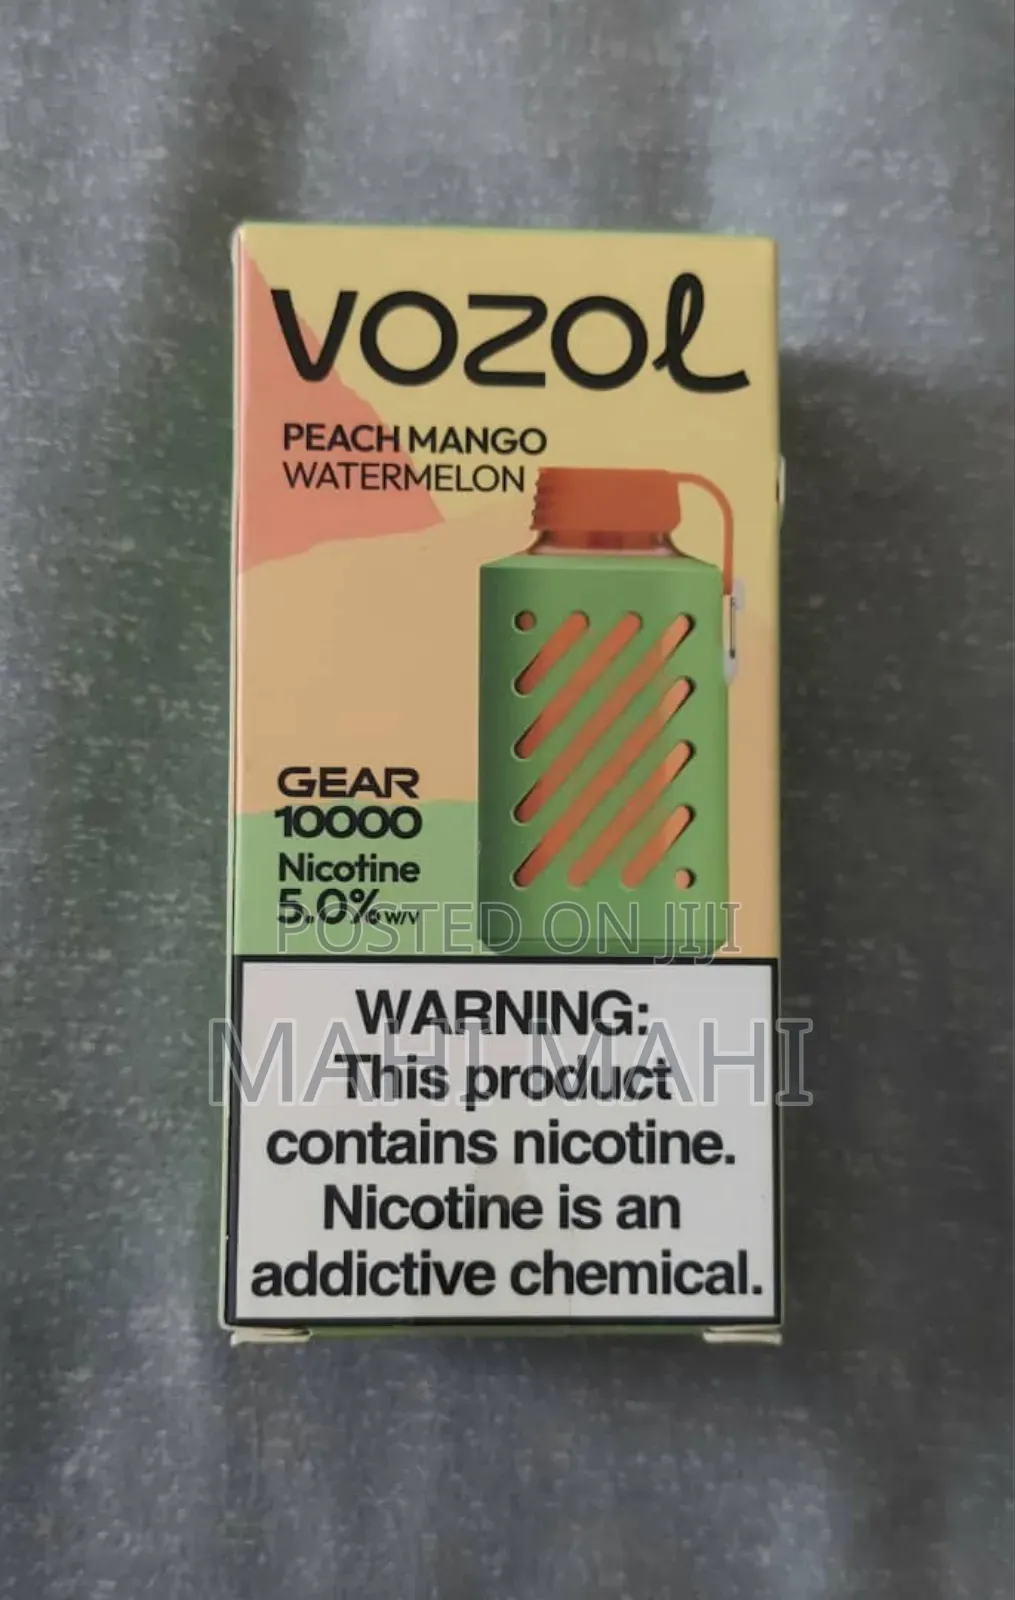 VOZOL
PEACH MANGO
WATERMELON
GEAR
10000
Nicotine
5.0% w/v
POSTED ON JIJI
WARNING:
MAHI MAHI
This product
contains nicotine.
Nicotine is an
addictive chemical.